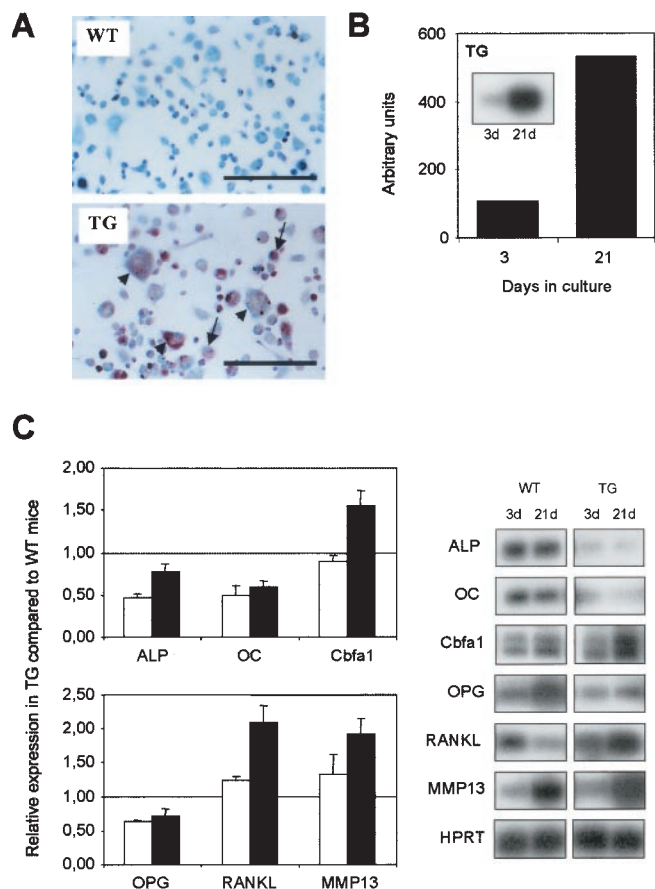 A
WT
TG
B
600
400
200
0
Arbitrary units
TG
3d 21d
3 21
Days in culture
C
Relative expression in TG compared to WT mice
2,00
1,50
1,00
0,50
0,00
ALP OC Cbfa1
2,50
2,00
1,50
1,00
0,50
0,00
OPG RANKL MMP13
WT TG
3d 21d 3d 21d
ALP
OC
Cbfa1
OPG
RANKL
MMP13
HPRT